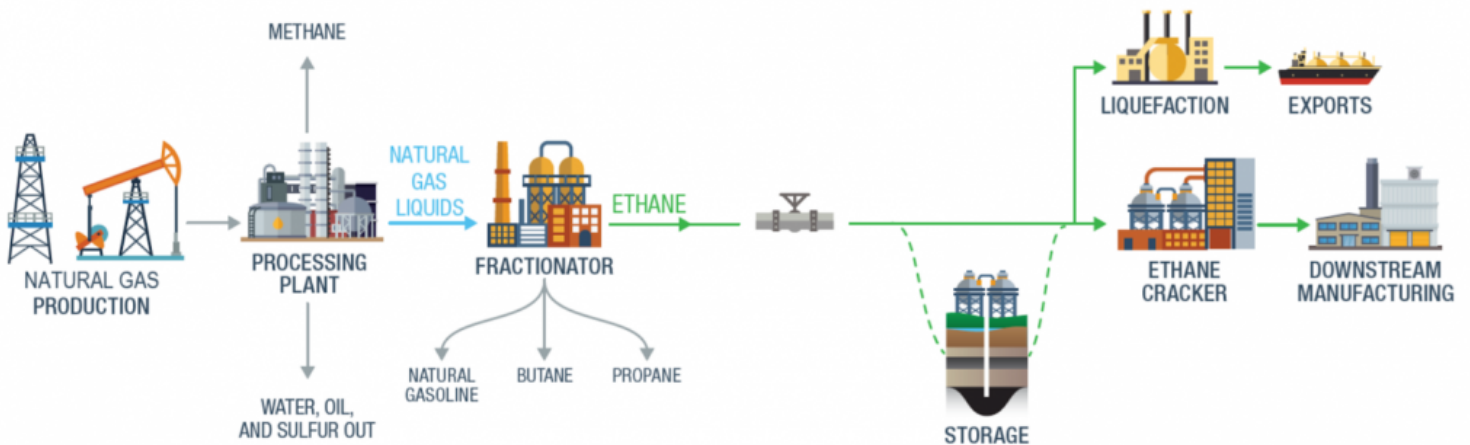 METHANE
NATURAL GAS
PRODUCTION
PROCESSING
PLANT
WATER, OIL,
AND SULFUR OUT
NATURAL
GAS
LIQUIDS
FRACTIONATOR
NATURAL
GASOLINE
BUTANE
PROPANE
ETHANE
STORAGE
LIQUEFACTION
EXPORTS
ETHANE
CRACKER
DOWNSTREAM
MANUFACTURING